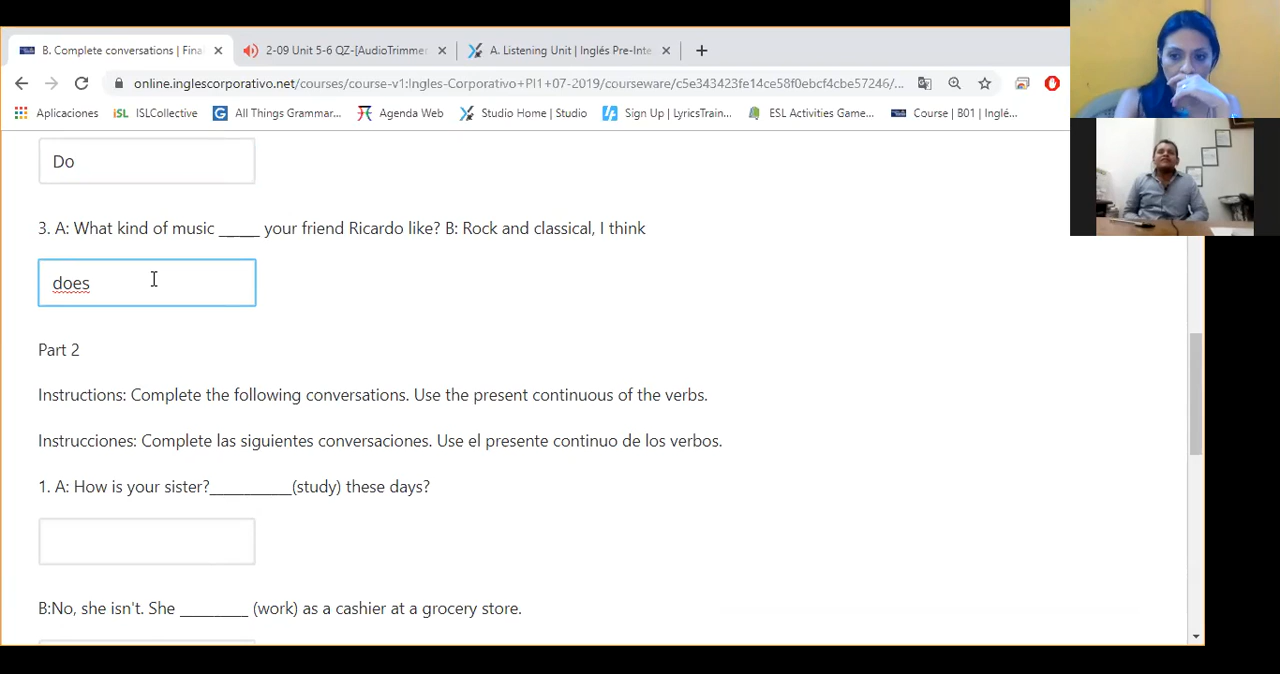 B. Complete conversations | Fina
2-09 Unit 5-6 QZ-[AudioTrimmer
A. Listening Unit | Inglés Pre-Inte
online.inglescorporativo.net/courses/course-v1:Ingles-Corporativo+PI1+07-2019/courseware/c5e343423fe14ce58f0ebcf4cbe57246/...
Aplicaciones
iSL ISLCollective
All Things Grammar...
Agenda Web
Studio Home | Studio
Sign Up | LyricsTrain...
ESL Activities Game...
Course | B01 | Inglé...
Do
3. A: What kind of music _____ your friend Ricardo like? B: Rock and classical, I think
does
Part 2
Instructions: Complete the following conversations. Use the present continuous of the verbs.
Instrucciones: Complete las siguientes conversaciones. Use el presente continuo de los verbos.
1. A: How is your sister?__________(study) these days?
B:No, she isn't. She ________ (work) as a cashier at a grocery store.